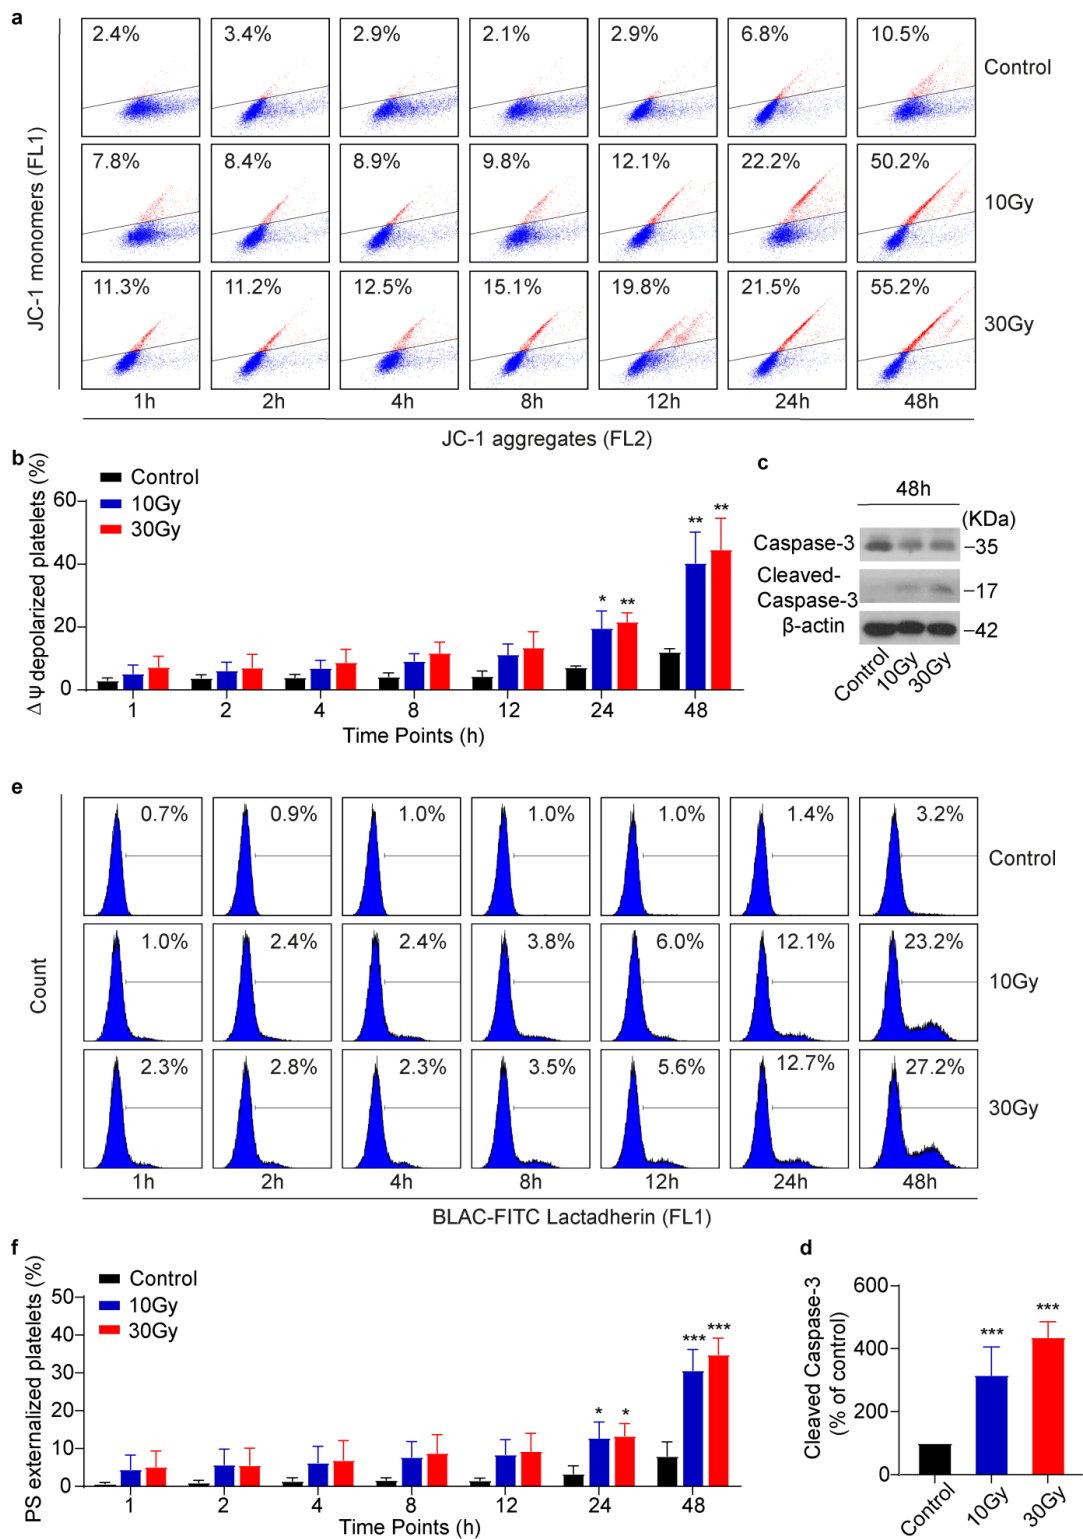 a
2.4% 3.4% 2.9% 2.1% 2.9% 6.8% 10.5%
Control
7.8% 8.4% 8.9% 9.8% 12.1% 22.2% 50.2%
10Gy
11.3% 11.2% 12.5% 15.1% 19.8% 21.5% 55.2%
30Gy
JC-1 monomers (FL1)
1h 2h 4h 8h 12h 24h 48h
JC-1 aggregates (FL2)
b
Control
10Gy
30Gy
Δψ depolarized platelets (%)
60
40
20
0
* ** ** **
1 2 4 8 12 24 48
Time Points (h)
c
48h
(KDa)
Caspase-3 –35
Cleaved-
Caspase-3 –17
β-actin –42
Control 10Gy 30Gy
e
0.7% 0.9% 1.0% 1.0% 1.0% 1.4% 3.2%
Control
1.0% 2.4% 2.4% 3.8% 6.0% 12.1% 23.2%
10Gy
2.3% 2.8% 2.3% 3.5% 5.6% 12.7% 27.2%
30Gy
Count
1h 2h 4h 8h 12h 24h 48h
BLAC-FITC Lactadherin (FL1)
f
Control
10Gy
30Gy
PS externalized platelets (%)
50
40
30
20
10
0
* * *** ***
1 2 4 8 12 24 48
Time Points (h)
d
Cleaved Caspase-3
(% of control)
600
400
200
0
*** ***
Control 10Gy 30Gy